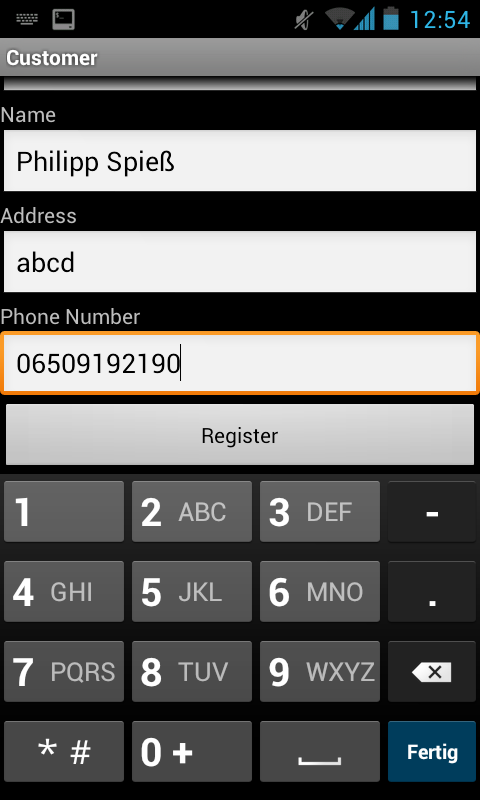 12:54
Customer
Name
Philipp Spieß
Address
abcd
Phone Number
06509192190
Register
1 2 ABC 3 DEF -
4 GHI 5 JKL 6 MNO .
7 PQRS 8 TUV 9 WXYZ
* # 0 + Fertig